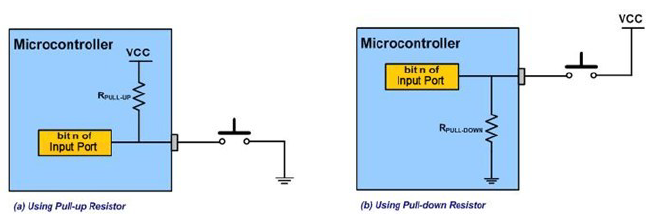 Microcontroller
VCC
RPULL-UP
bit n of
Input Port
(a) Using Pull-up Resistor
VCC
Microcontroller
bit n of
Input Port
RPULL-DOWN
(b) Using Pull-down Resistor